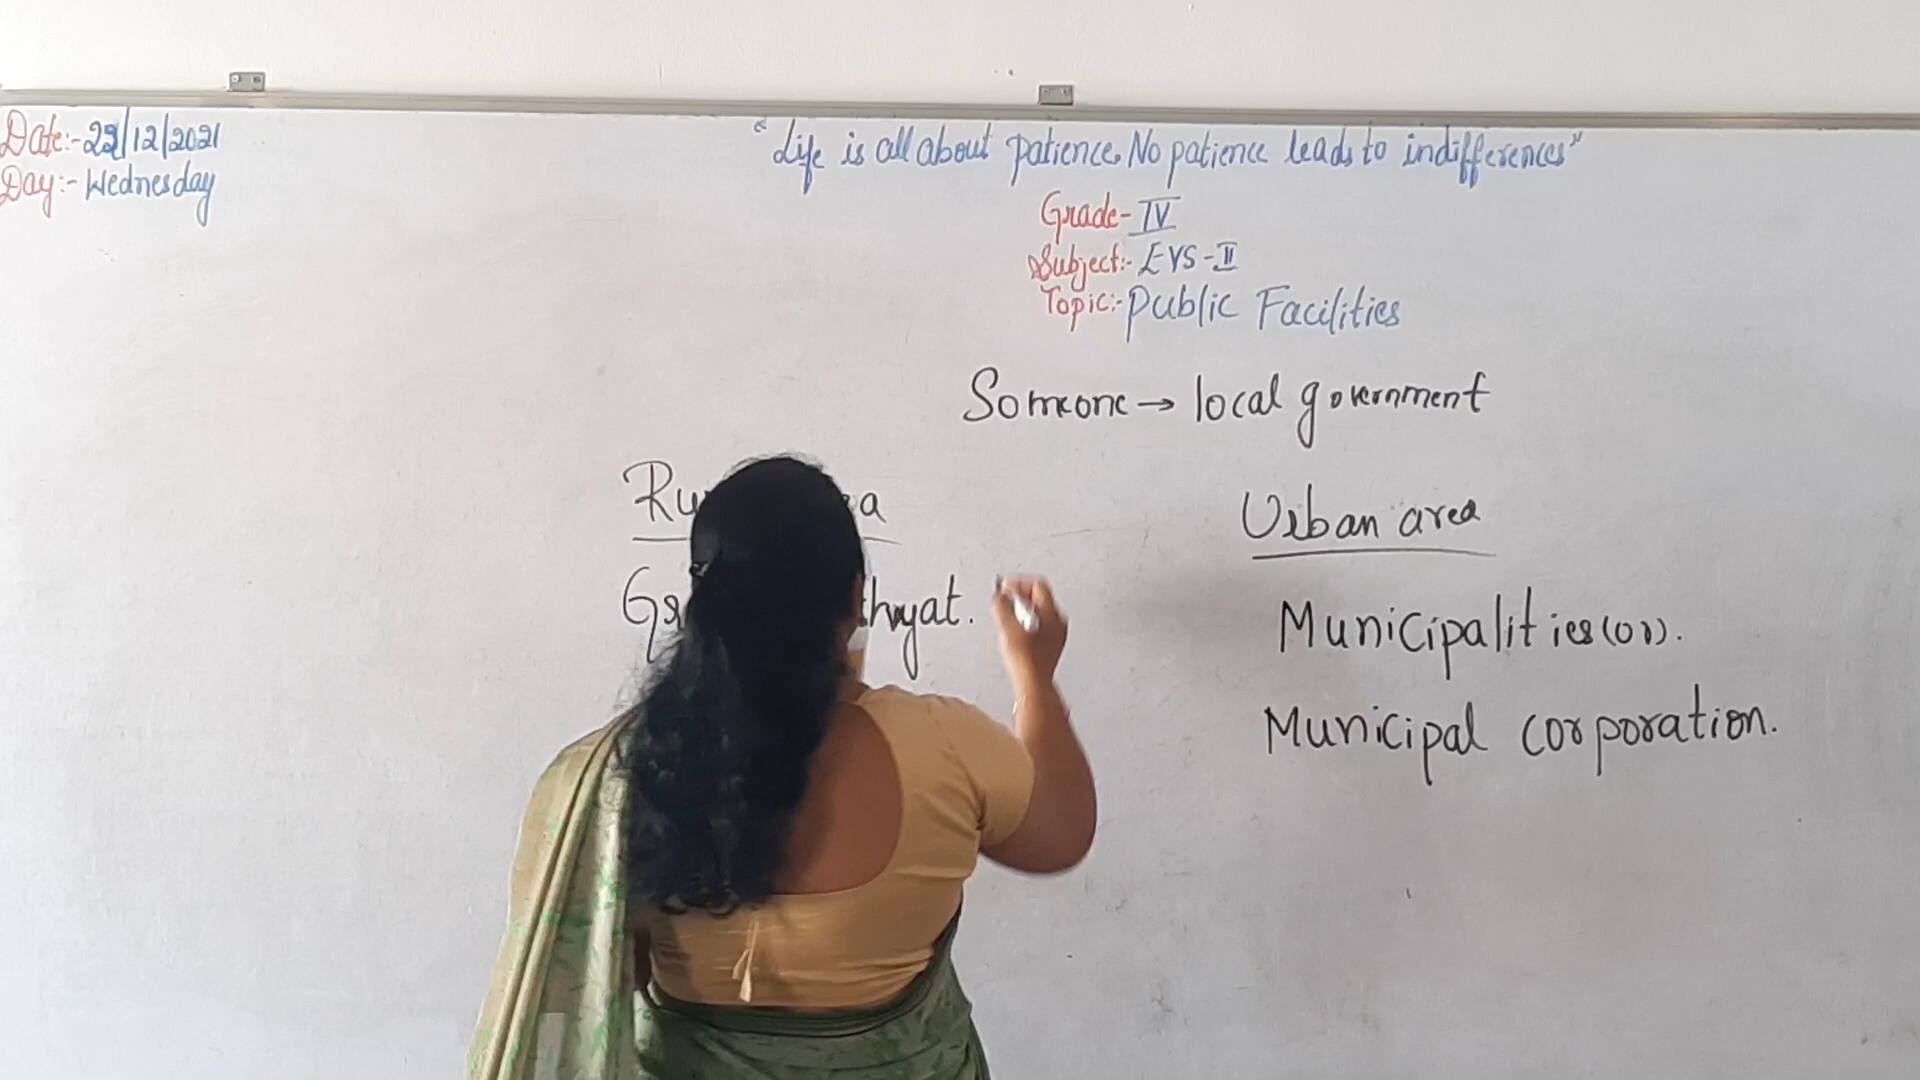 Date:- 22/12/2021
Day:- Wednesday
"Life is all about patience. No patience leads to indifferences"
Grade- IV
Subject:- EVS-II
Topic:- Public Facilities
Someone → local government
Urban area
Municipalities (or).
Municipal corporation.